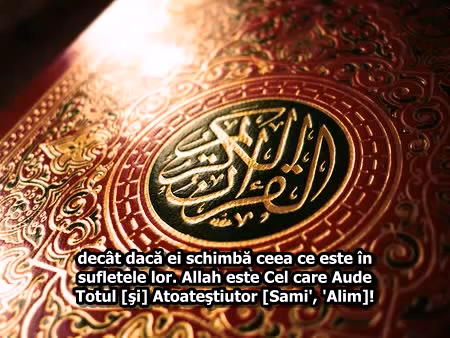 القرآن الكريم
decât dacă ei schimbă ceea ce este în
sufletele lor. Allah este Cel care Aude
Totul [şi] Atoateştiutor [Sami', 'Alim]!